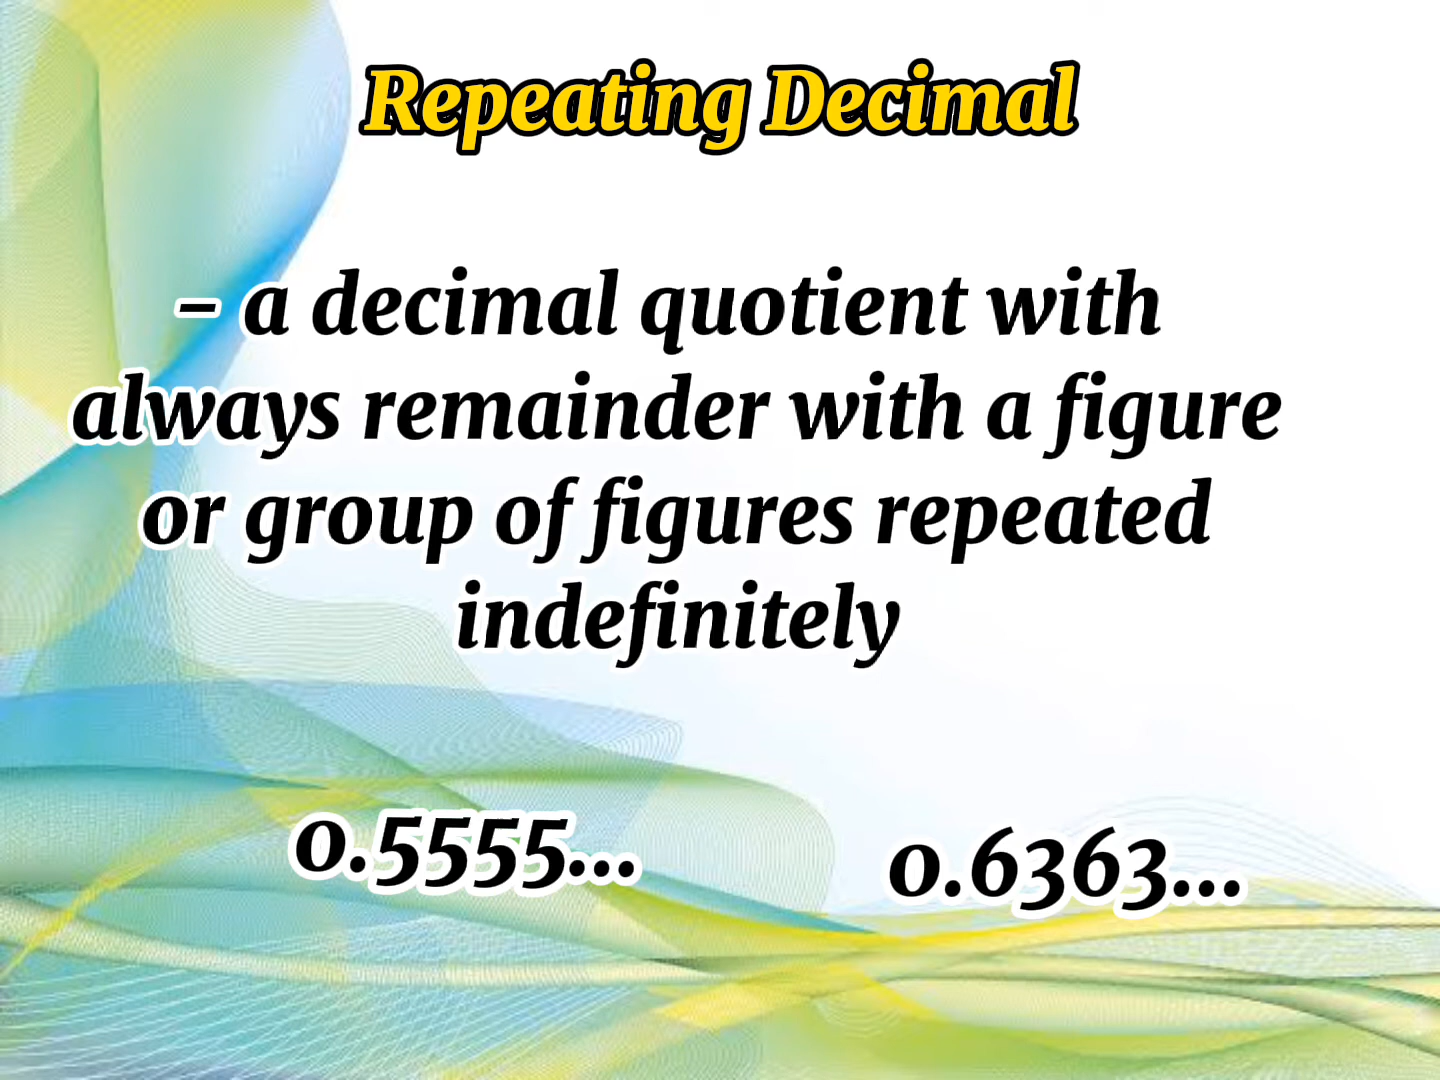 Repeating Decimal
– a decimal quotient with
always remainder with a figure
or group of figures repeated
indefinitely
0.5555...
0.6363...